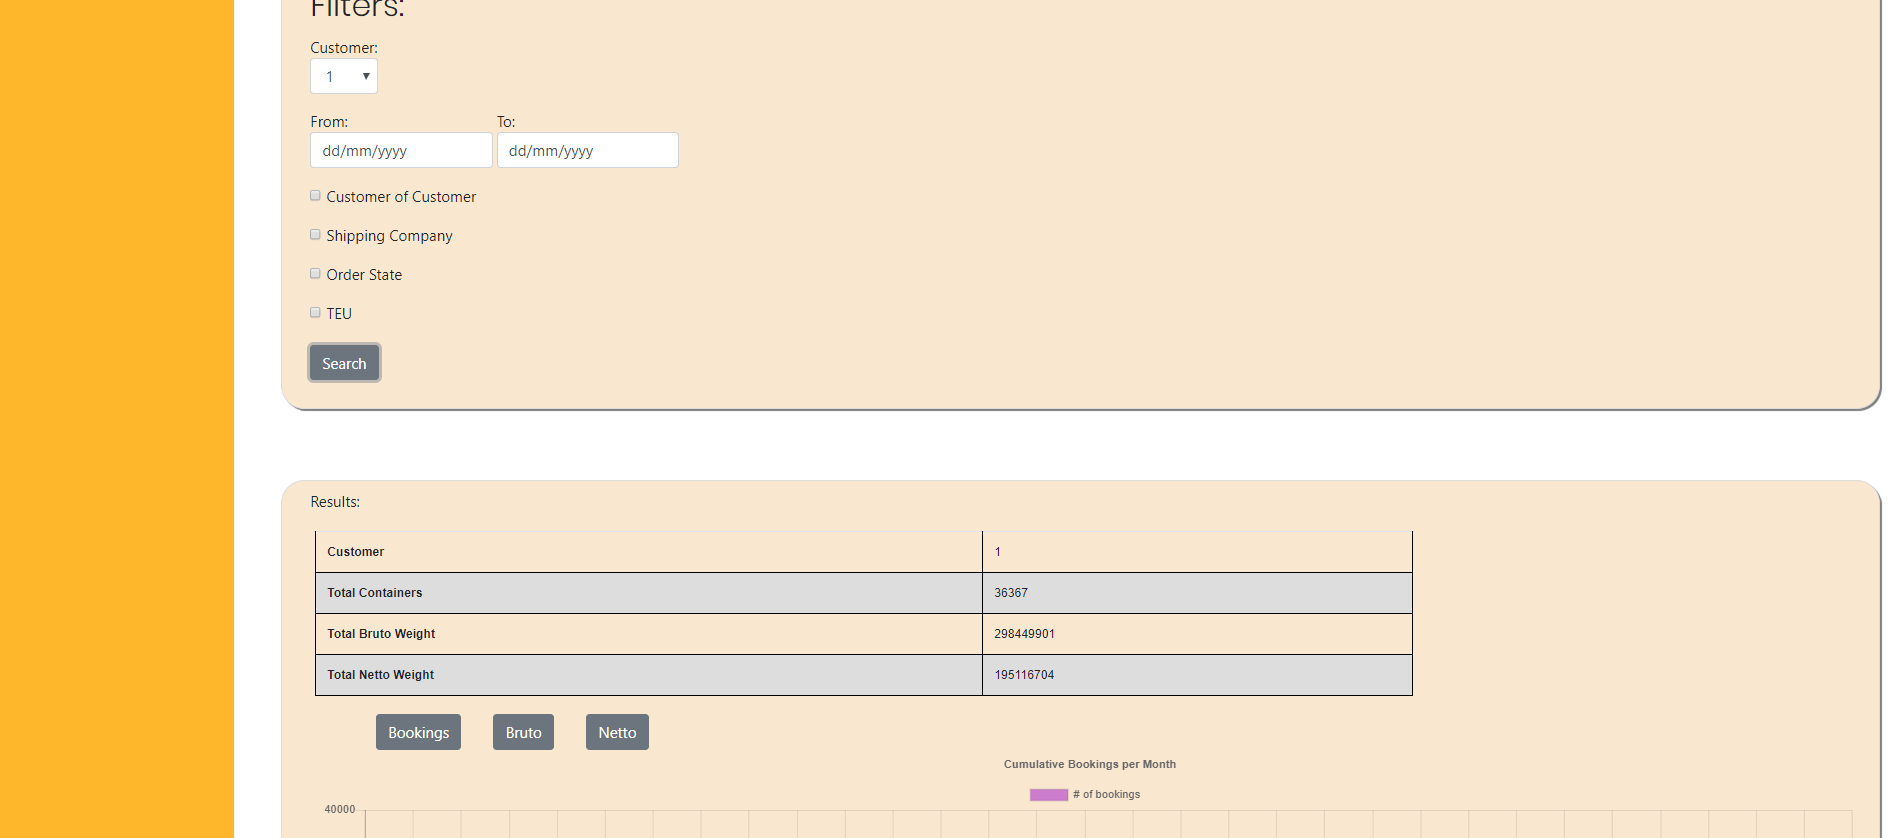 Filters:
Customer:
1
From: To:
dd/mm/yyyy dd/mm/yyyy
Customer of Customer
Shipping Company
Order State
TEU
Search
Results:
Customer 1
Total Containers 36367
Total Bruto Weight 298449901
Total Netto Weight 195116704
Bookings Bruto Netto
Cumulative Bookings per Month
# of bookings
40000